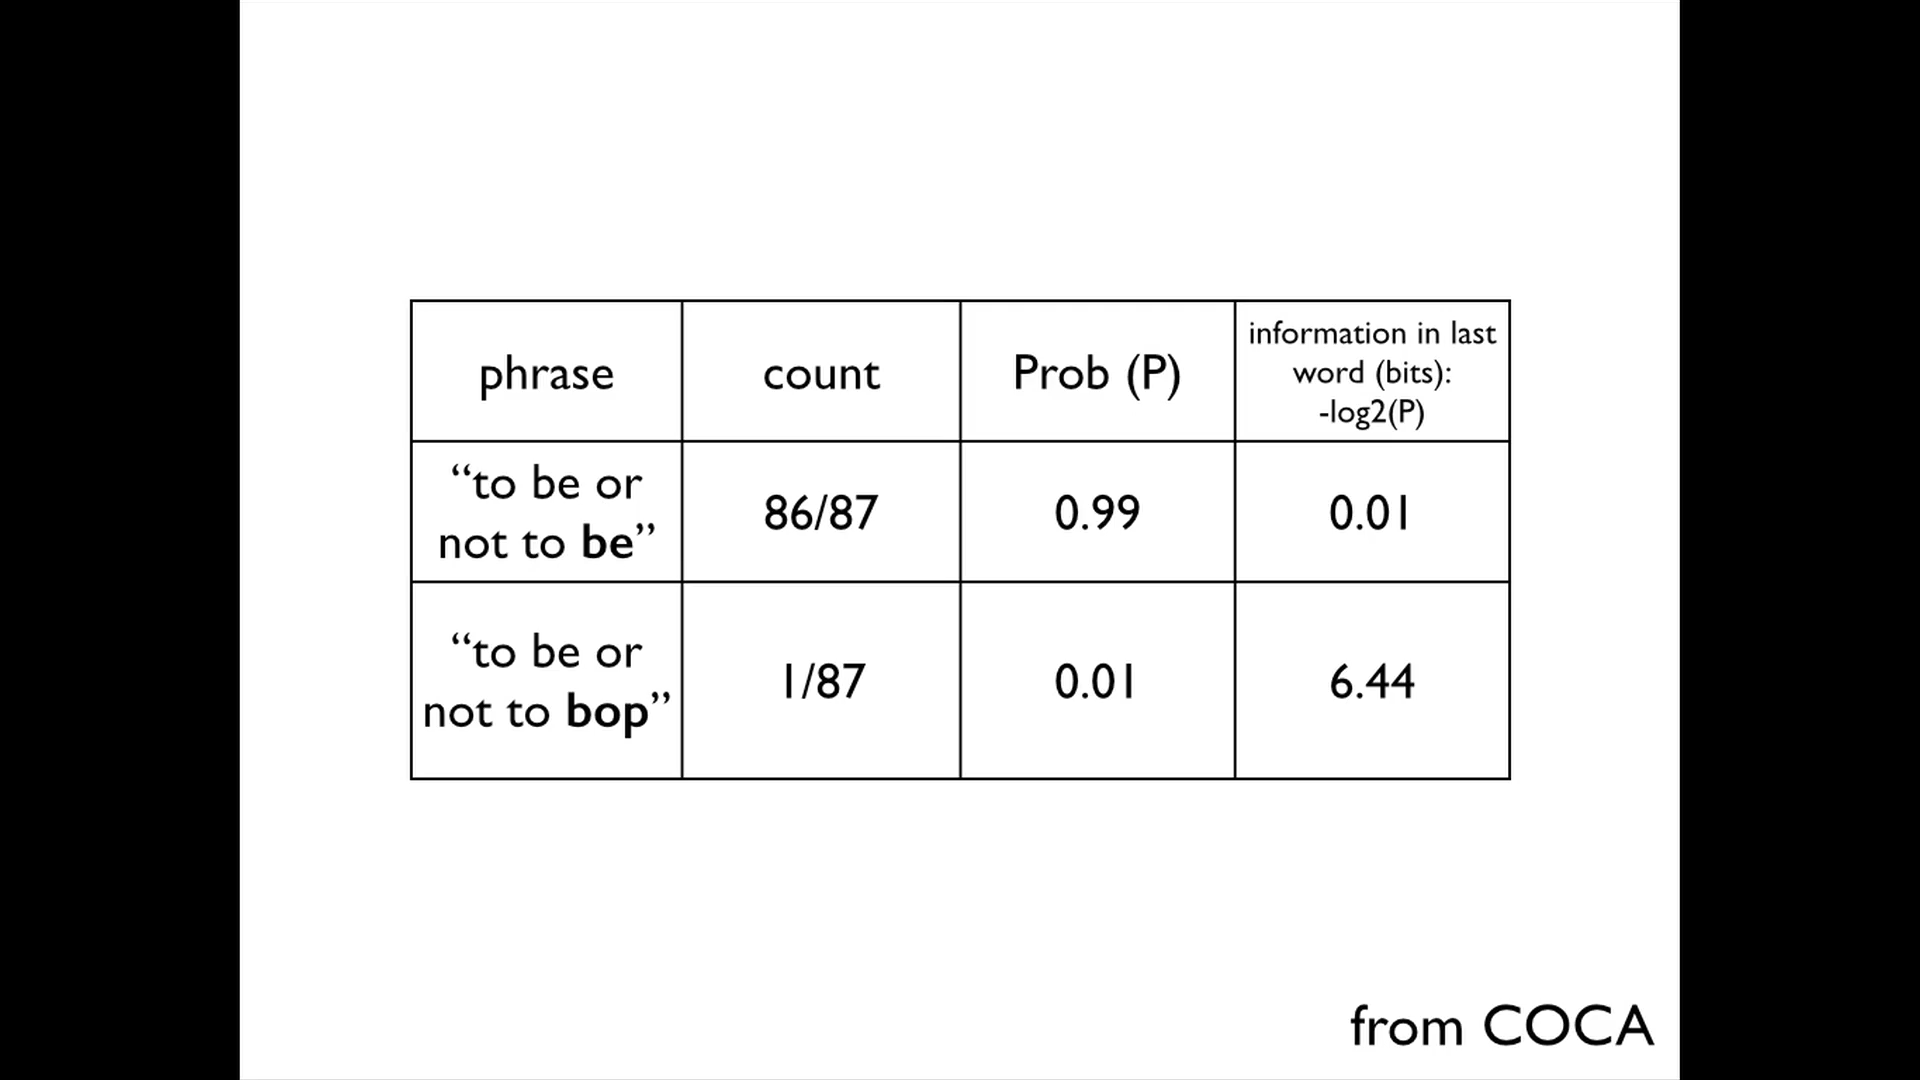 phrase
count
Prob (P)
information in last
word (bits):
-log2(P)
“to be or
not to be”
86/87
0.99
0.01
“to be or
not to bop”
1/87
0.01
6.44
from COCA